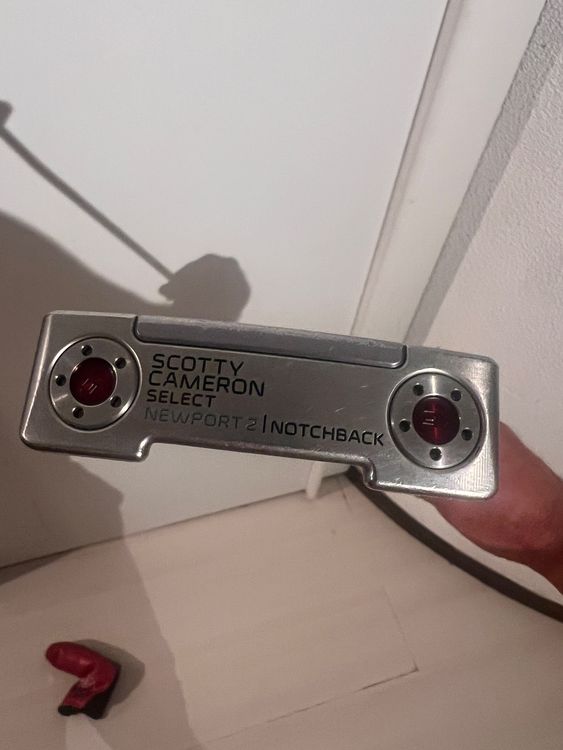 SCOTTY
CAMERON
SELECT
NEWPORT 2 | NOTCHBACK